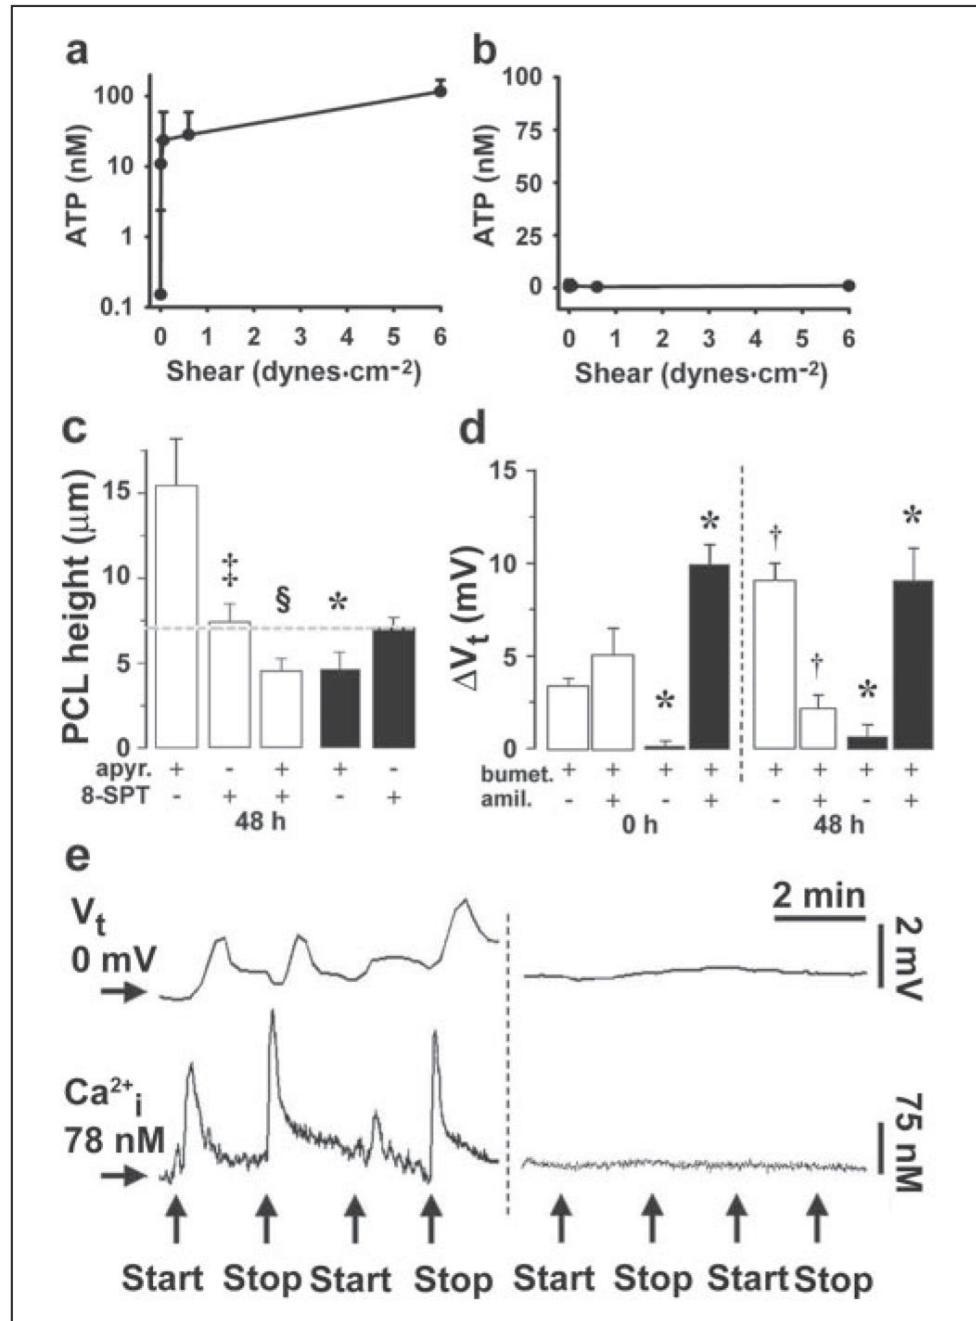 a
100
10
1
0.1
ATP (nM)
0 1 2 3 4 5 6
Shear (dynes·cm⁻²)
b
100
75
50
25
0
ATP (nM)
0 1 2 3 4 5 6
Shear (dynes·cm⁻²)
c
PCL height (μm)
15
10
5
0
‡
§
*
apyr. + - + + -
8-SPT - + + - +
48 h
d
ΔVt (mV)
15
10
5
0
*
*
†
†
*
*
bumet. + + + + + + + +
amil. - + - + - + - +
0 h 48 h
e
Vt
0 mV
2 min
2 mV
Ca²⁺i
78 nM
75 nM
Start Stop Start Stop Start Stop Start Stop